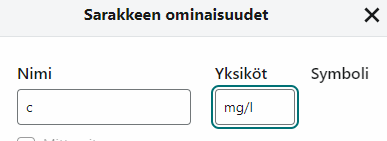 Sarakkeen ominaisuudet
Nimi Yksiköt Symboli
c mg/l